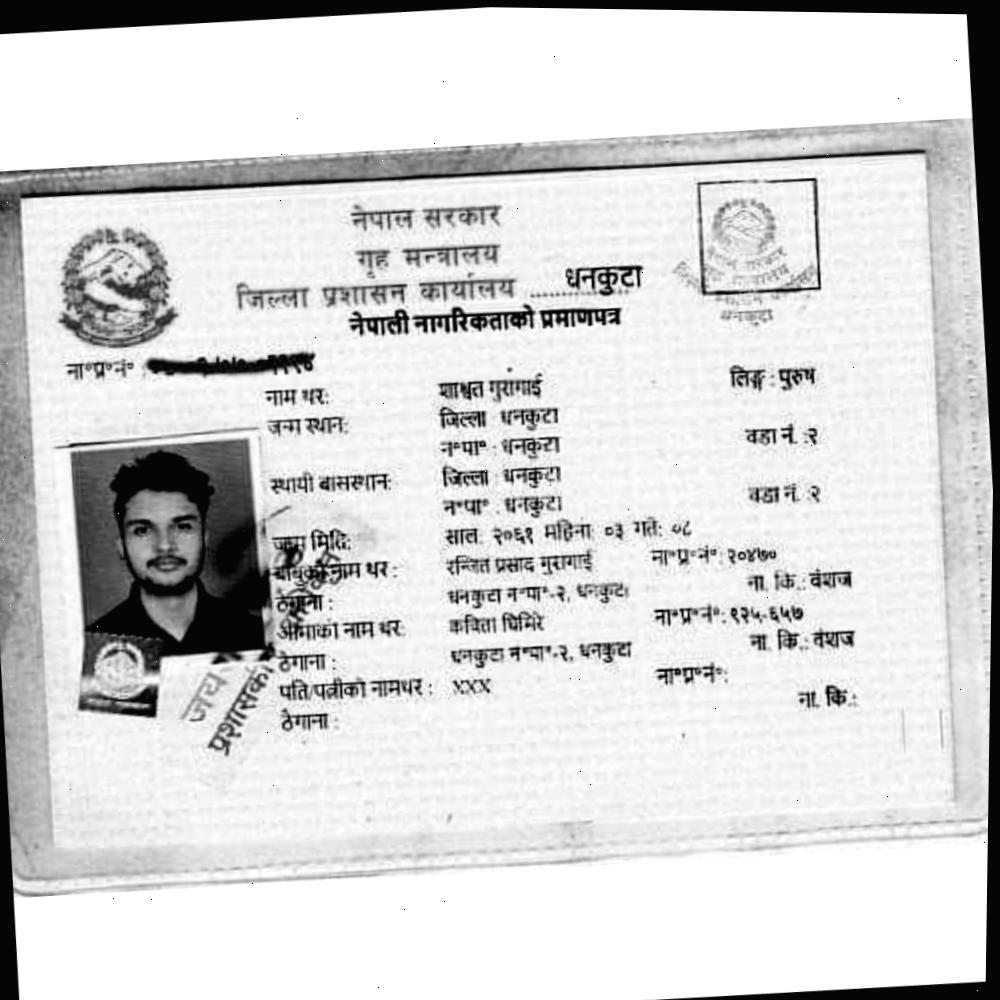 नेपाल सरकार
गृह मन्त्रालय
जिल्ला प्रशासन कार्यालय ............ धनकुटा
नेपाली नागरिकताको प्रमाणपत्र
धनकुटा
ना॰प्र॰नं॰
नाम थर: शाश्वत गुरागाई लिङ्ग : पुरुष
जन्म स्थान: जिल्ला : धनकुटा
न॰पा॰ : धनकुटा वडा नं. :२
स्थायी बासस्थान: जिल्ला : धनकुटा
न॰पा॰ : धनकुटा वडा नं. २
जन्म मिति: साल: २०६१ महिना: ०३ गते: ०८
बाबुको नाम थर : रन्जित प्रसाद गुरागाई ना॰प्र॰नं॰ : २०४७०
ठेगाना : धनकुटा न॰पा॰-२, धनकुटा ना. कि.: वंशज
आमाको नाम थर: कविता घिमिरे ना॰प्र॰नं॰: १२५-६५७
ठेगाना : धनकुटा न॰पा॰-२, धनकुटा ना. कि.: वंशज
पति/पत्नीको नामथर : XXX ना॰प्र॰नं॰:
ठेगाना : ना. कि.:
जय
प्रशासकी